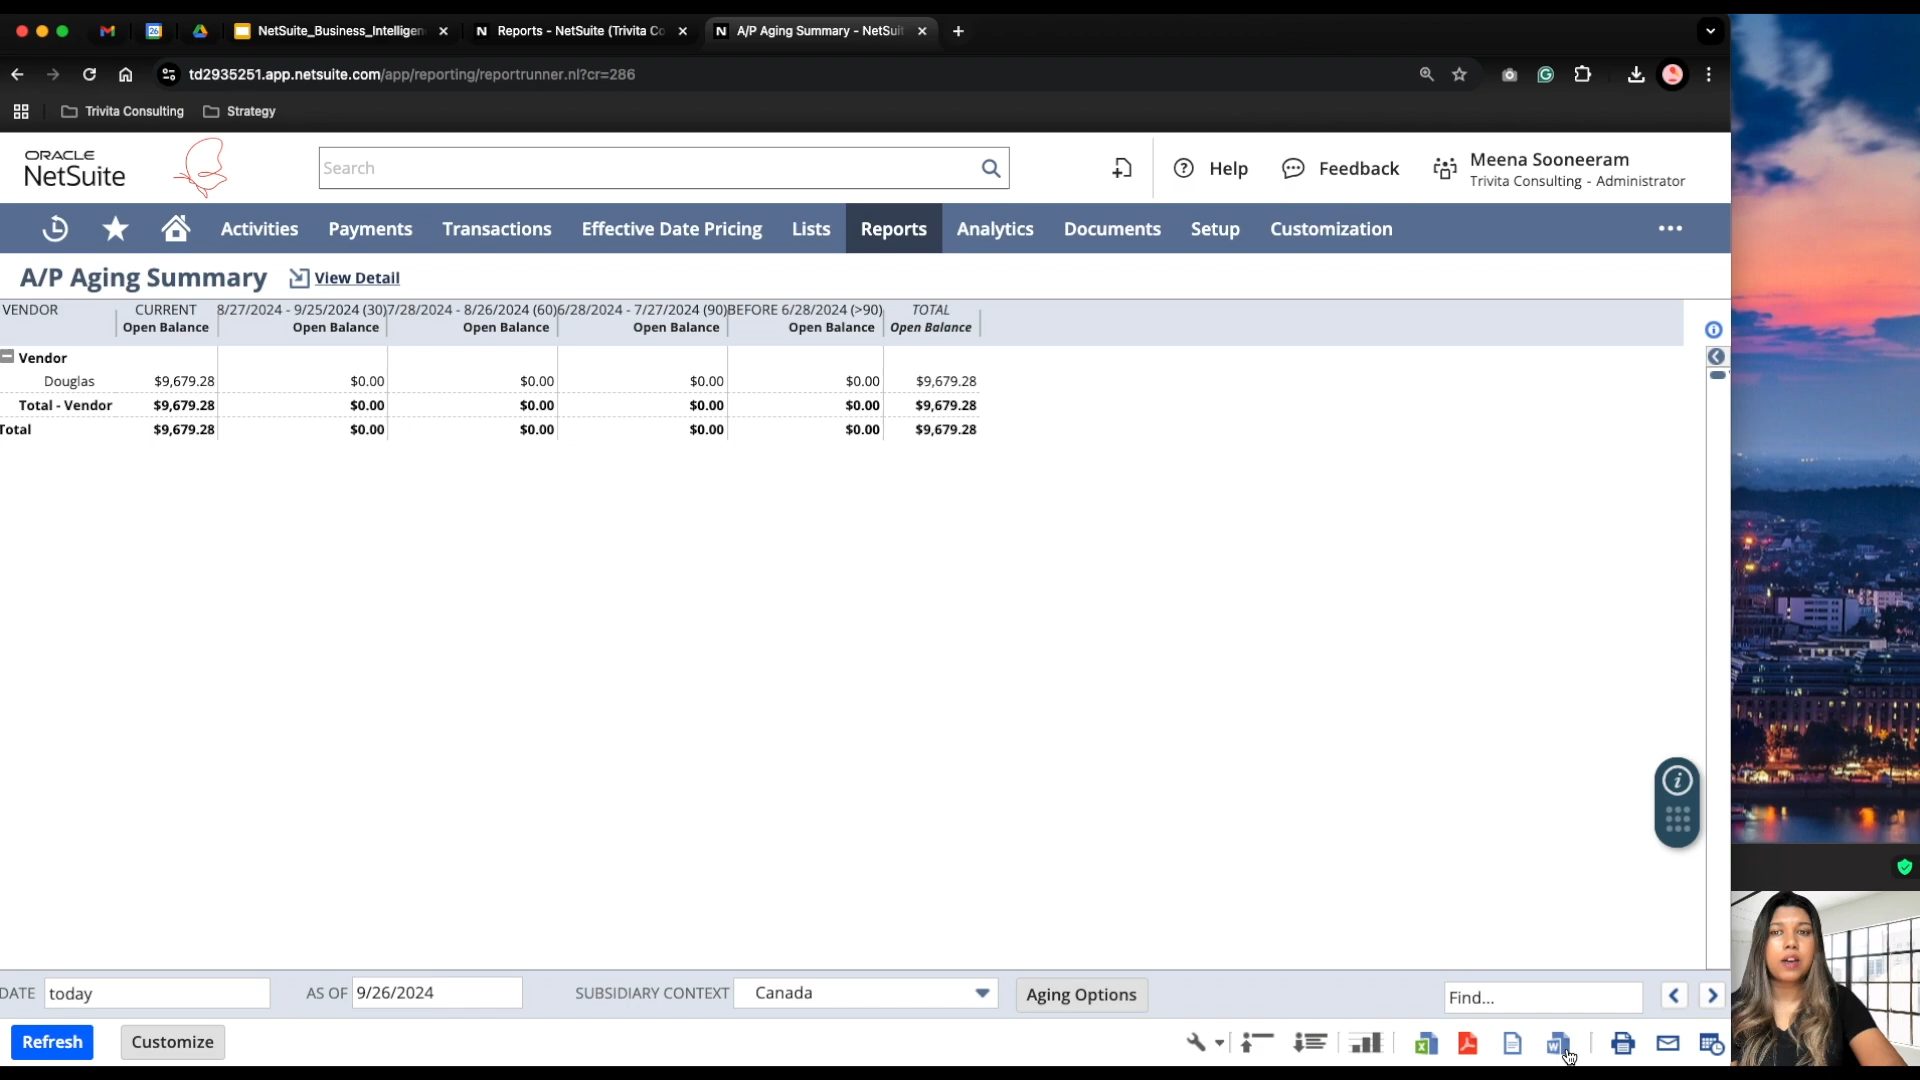 NetSuite_Business_Intelligen
Reports - NetSuite (Trivita Co
A/P Aging Summary - NetSuit
td2935251.app.netsuite.com/app/reporting/reportrunner.nl?cr=286
Trivita Consulting
Strategy
ORACLE
NetSuite
Search
Help
Feedback
Meena Sooneeram
Trivita Consulting - Administrator
Activities Payments Transactions Effective Date Pricing Lists Reports Analytics Documents Setup Customization
A/P Aging Summary View Detail
VENDOR CURRENT 8/27/2024 - 9/25/2024 (30) 7/28/2024 - 8/26/2024 (60) 6/28/2024 - 7/27/2024 (90) BEFORE 6/28/2024 (>90) TOTAL
Open Balance Open Balance Open Balance Open Balance Open Balance Open Balance
Vendor
Douglas $9,679.28 $0.00 $0.00 $0.00 $0.00 $9,679.28
Total - Vendor $9,679.28 $0.00 $0.00 $0.00 $0.00 $9,679.28
Total $9,679.28 $0.00 $0.00 $0.00 $0.00 $9,679.28
DATE today AS OF 9/26/2024 SUBSIDIARY CONTEXT Canada Aging Options Find...
Refresh Customize